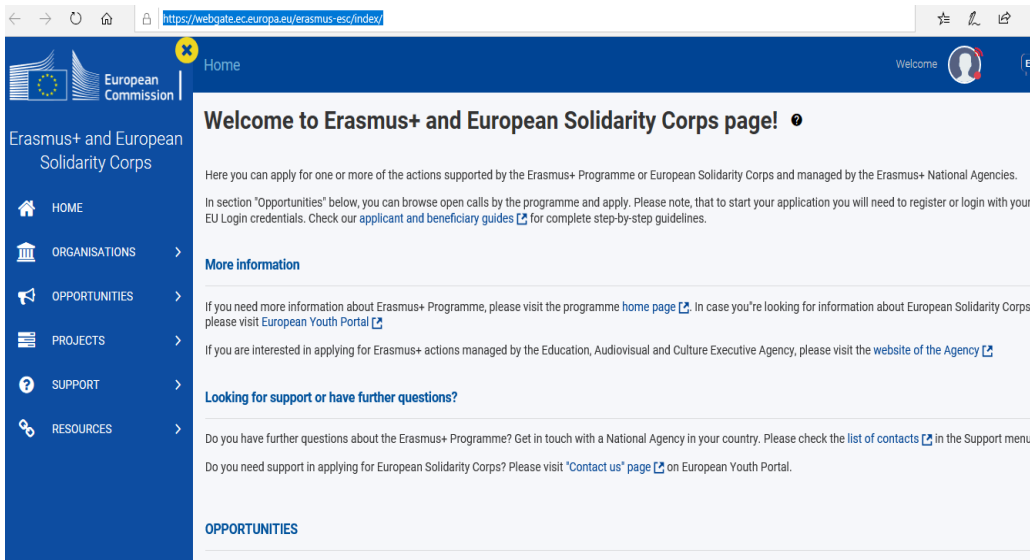 https://webgate.ec.europa.eu/erasmus-esc/index/
European
Commission
Erasmus+ and European
Solidarity Corps
HOME
ORGANISATIONS
OPPORTUNITIES
PROJECTS
SUPPORT
RESOURCES
Home
Welcome
Welcome to Erasmus+ and European Solidarity Corps page!
Here you can apply for one or more of the actions supported by the Erasmus+ Programme or European Solidarity Corps and managed by the Erasmus+ National Agencies.
In section "Opportunities" below, you can browse open calls by the programme and apply. Please note, that to start your application you will need to register or login with your
EU Login credentials. Check our applicant and beneficiary guides for complete step-by-step guidelines.
More information
If you need more information about Erasmus+ Programme, please visit the programme home page. In case you"re looking for information about European Solidarity Corps
please visit European Youth Portal
If you are interested in applying for Erasmus+ actions managed by the Education, Audiovisual and Culture Executive Agency, please visit the website of the Agency
Looking for support or have further questions?
Do you have further questions about the Erasmus+ Programme? Get in touch with a National Agency in your country. Please check the list of contacts in the Support menu
Do you need support in applying for European Solidarity Corps? Please visit "Contact us" page on European Youth Portal.
OPPORTUNITIES